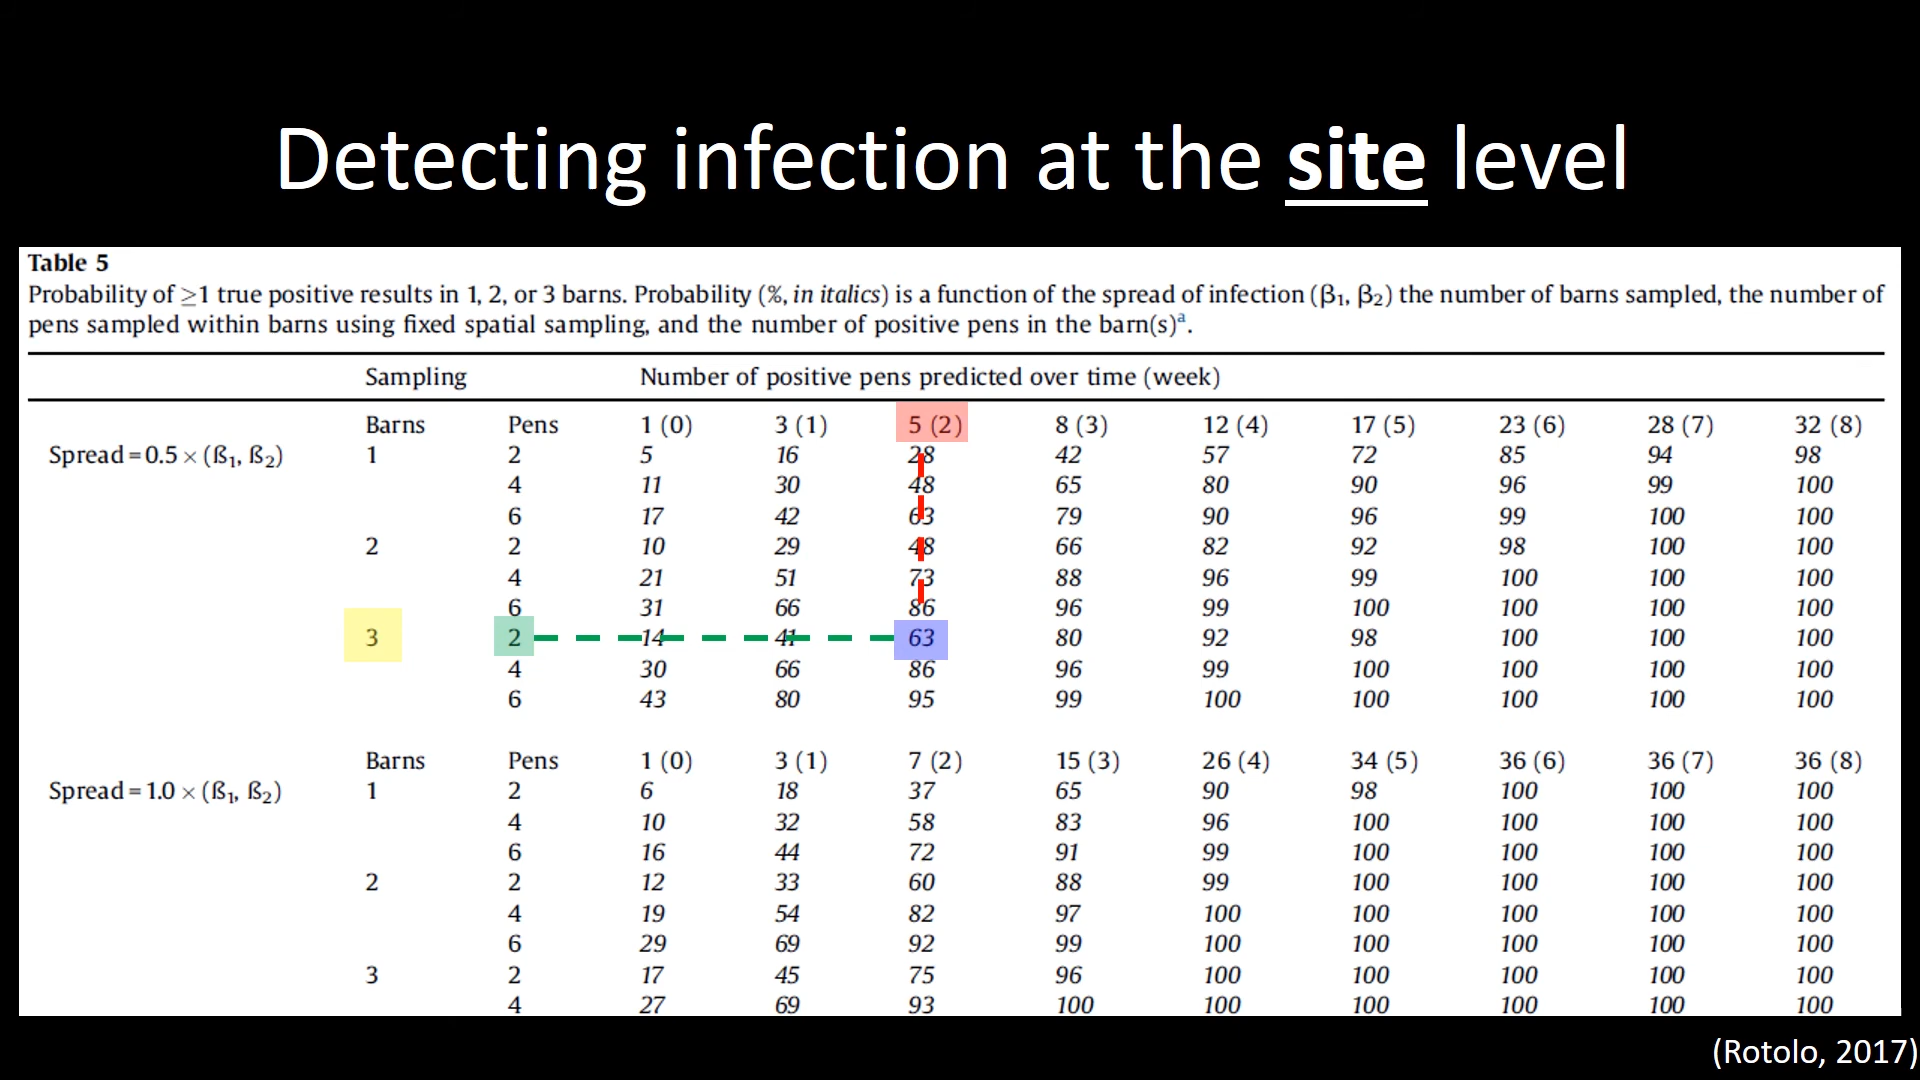 Detecting infection at the site level
Table 5
Probability of ≥1 true positive results in 1, 2, or 3 barns. Probability (%, in italics) is a function of the spread of infection (β₁, β₂) the number of barns sampled, the number of
pens sampled within barns using fixed spatial sampling, and the number of positive pens in the barn(s)ᵃ.
Sampling Number of positive pens predicted over time (week)
Barns Pens 1 (0) 3 (1) 5 (2) 8 (3) 12 (4) 17 (5) 23 (6) 28 (7) 32 (8)
Spread = 0.5 × (ß₁, ß₂) 1 2 5 16 28 42 57 72 85 94 98
4 11 30 48 65 80 90 96 99 100
6 17 42 63 79 90 96 99 100 100
2 2 10 29 48 66 82 92 98 100 100
4 21 51 73 88 96 99 100 100 100
6 31 66 86 96 99 100 100 100 100
3 2 14 41 63 80 92 98 100 100 100
4 30 66 86 96 99 100 100 100 100
6 43 80 95 99 100 100 100 100 100
Barns Pens 1 (0) 3 (1) 7 (2) 15 (3) 26 (4) 34 (5) 36 (6) 36 (7) 36 (8)
Spread = 1.0 × (ß₁, ß₂) 1 2 6 18 37 65 90 98 100 100 100
4 10 32 58 83 96 100 100 100 100
6 16 44 72 91 99 100 100 100 100
2 2 12 33 60 88 99 100 100 100 100
4 19 54 82 97 100 100 100 100 100
6 29 69 92 99 100 100 100 100 100
3 2 17 45 75 96 100 100 100 100 100
4 27 69 93 100 100 100 100 100 100
(Rotolo, 2017)